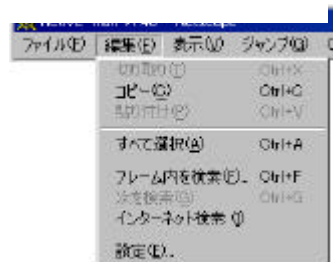 ファイル(F) 編集(E) 表示(V) ジャンプ(G)
切り取り(T) Ctrl+X
コピー(C) Ctrl+C
貼り付け(P) Ctrl+V
すべて選択(A) Ctrl+A
フレーム内を検索(F)... Ctrl+F
次を検索(G) Ctrl+G
インターネット検索(I)
設定(E)...